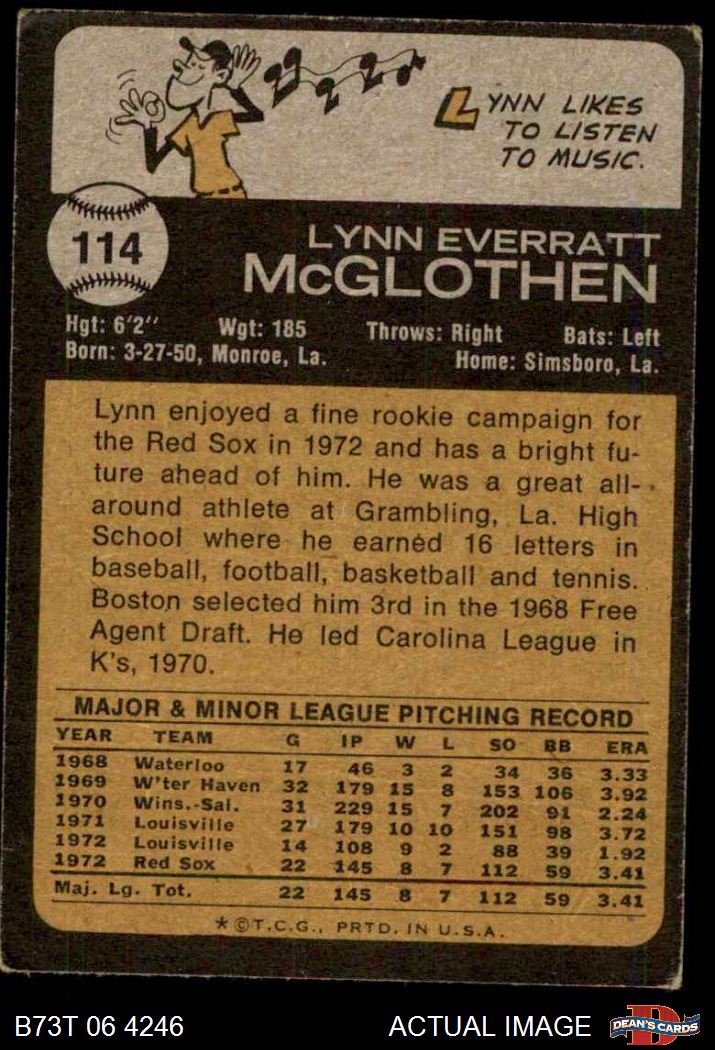 LYNN LIKES
TO LISTEN
TO MUSIC.
114
LYNN EVERRATT
McGLOTHEN
Hgt: 6'2" Wgt: 185 Throws: Right Bats: Left
Born: 3-27-50, Monroe, La. Home: Simsboro, La.
Lynn enjoyed a fine rookie campaign for
the Red Sox in 1972 and has a bright fu-
ture ahead of him. He was a great all-
around athlete at Grambling, La. High
School where he earned 16 letters in
baseball, football, basketball and tennis.
Boston selected him 3rd in the 1968 Free
Agent Draft. He led Carolina League in
K's, 1970.
MAJOR & MINOR LEAGUE PITCHING RECORD
YEAR TEAM G IP W L SO BB ERA
1968 Waterloo 17 46 3 2 34 36 3.33
1969 W'ter Haven 32 179 15 8 153 106 3.92
1970 Wins.-Sal. 31 229 15 7 202 91 2.24
1971 Louisville 27 179 10 10 151 98 3.72
1972 Louisville 14 108 9 2 88 39 1.92
1972 Red Sox 22 145 8 7 112 59 3.41
Maj. Lg. Tot. 22 145 8 7 112 59 3.41
*©T.C.G., PRTD. IN U.S.A.
B73T 06 4246 ACTUAL IMAGE DEAN'S CARDS